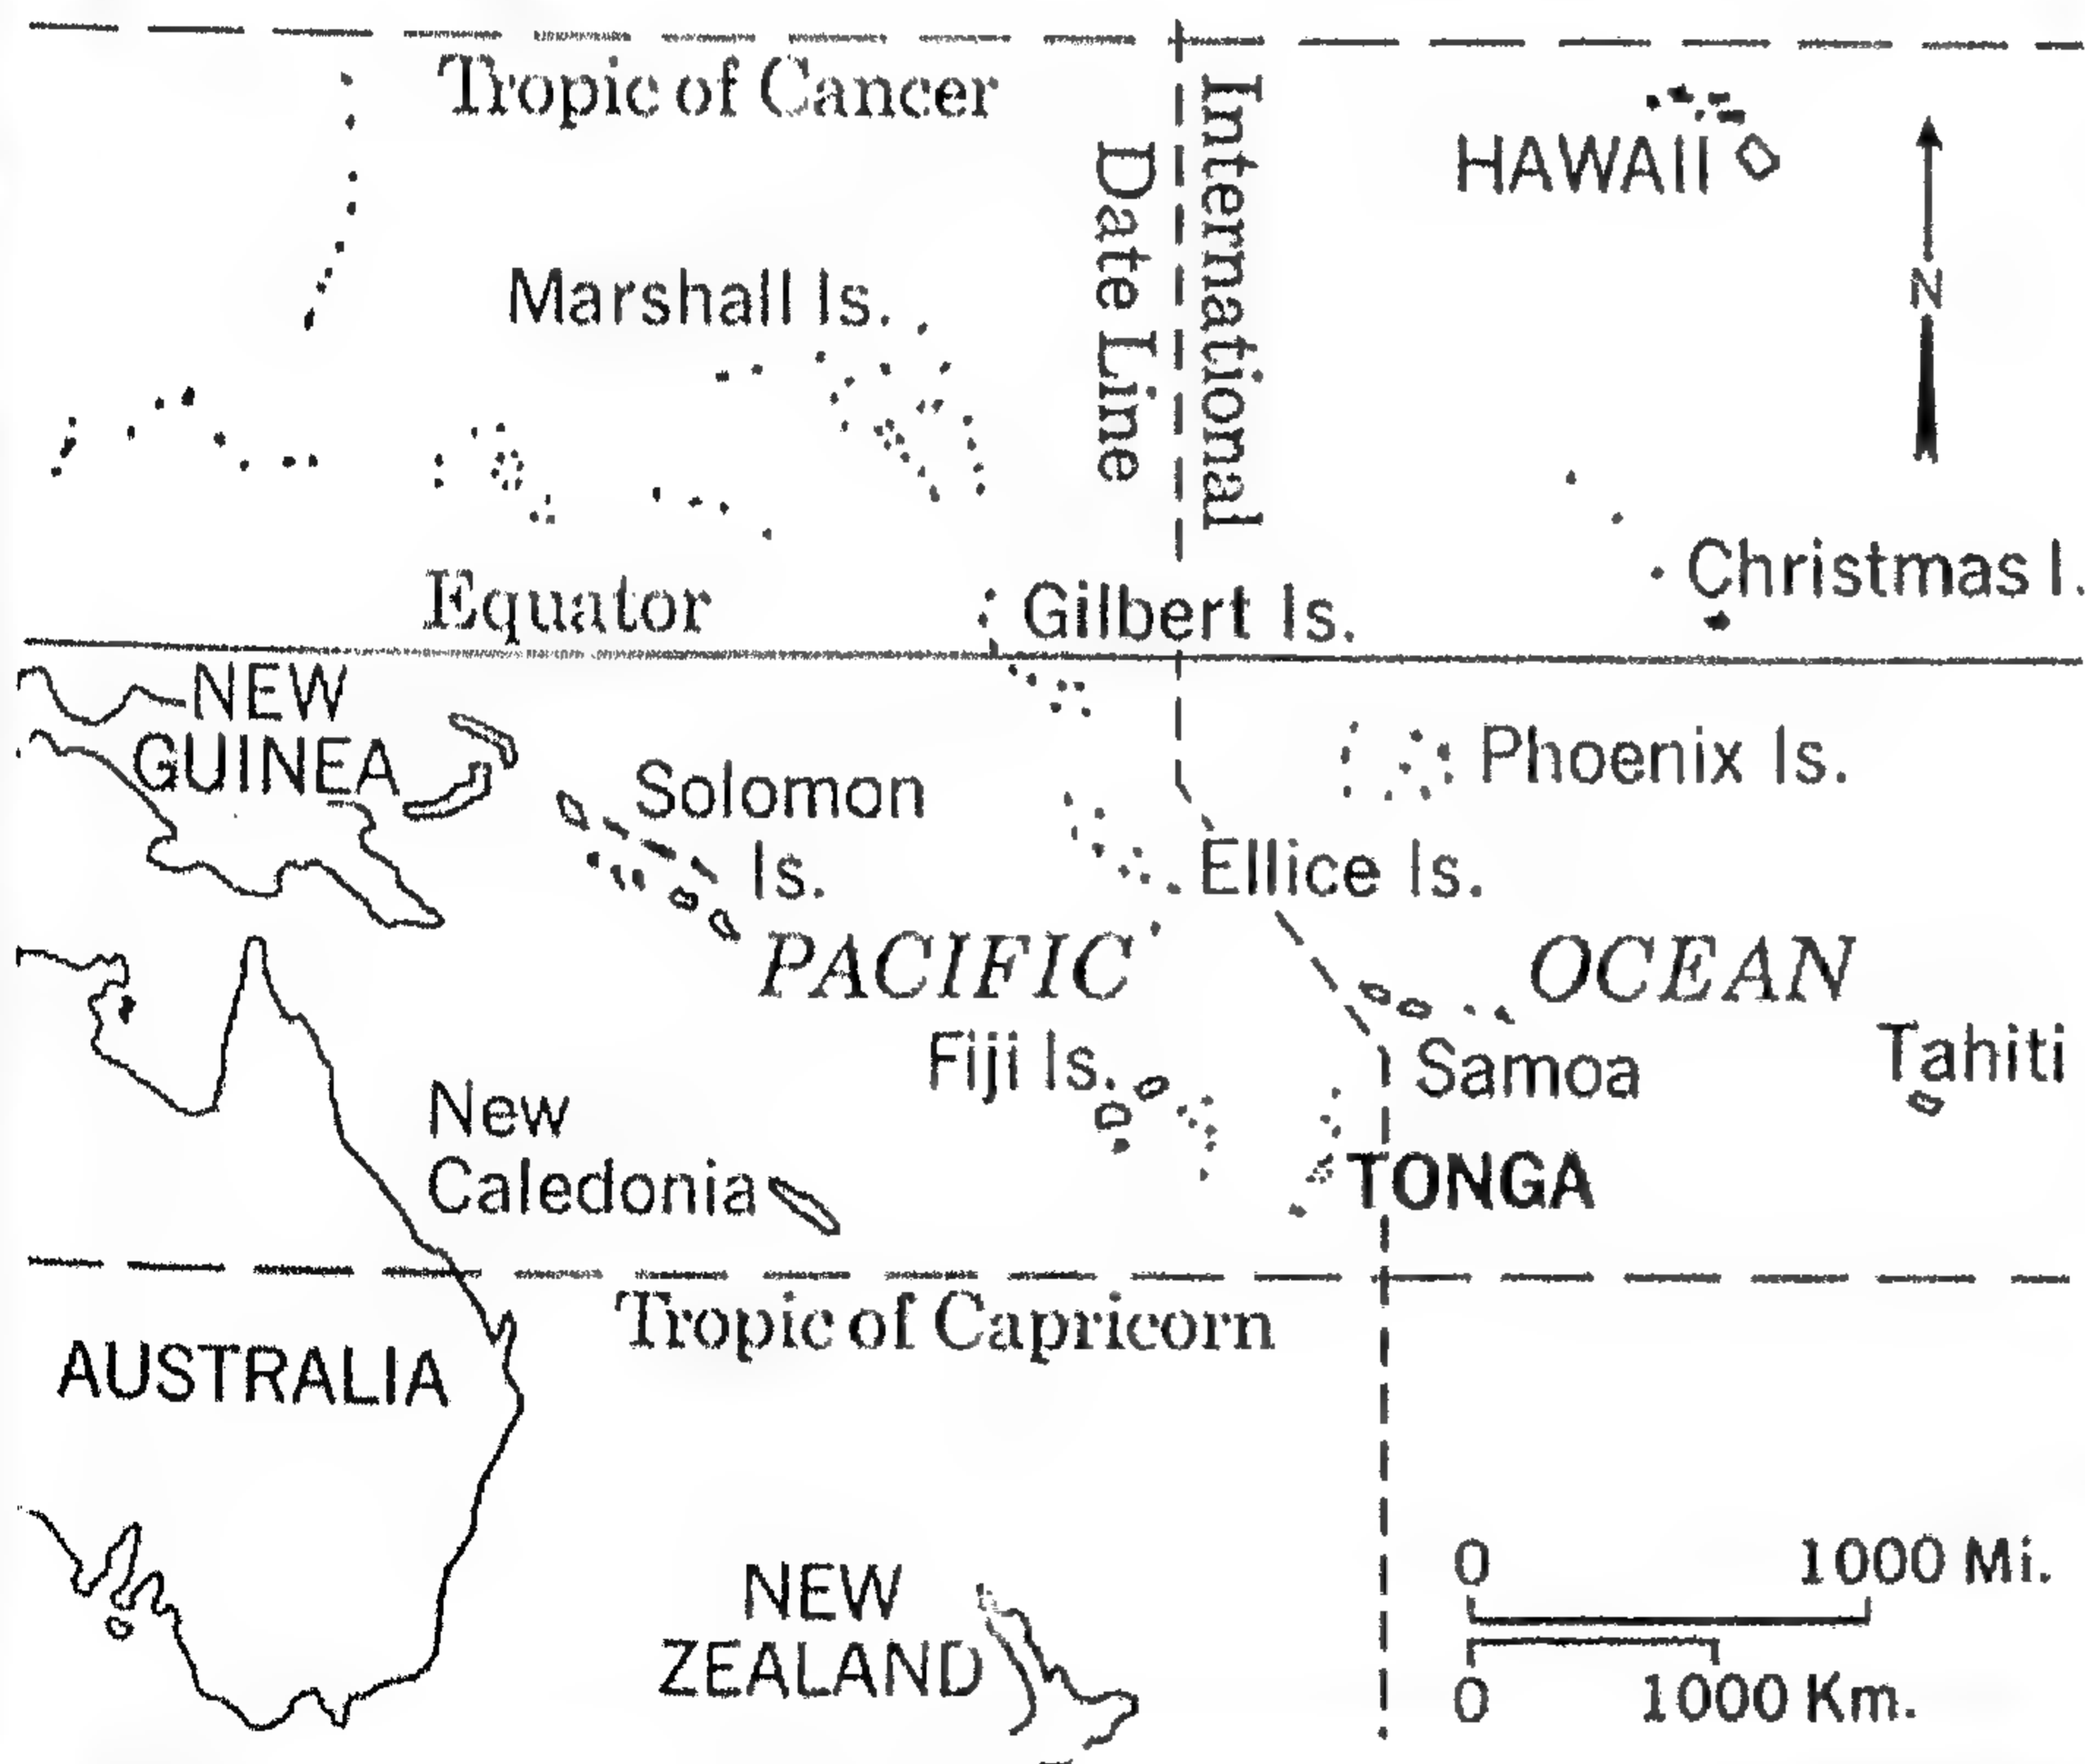 Tropic of Cancer
International
Date Line
HAWAII
N
Marshall Is.
Christmas I.
Equator
Gilbert Is.
NEW
GUINEA
Solomon
Is.
Phoenix Is.
Ellice Is.
PACIFIC
OCEAN
Fiji Is.
Samoa
Tahiti
New
Caledonia
TONGA
Tropic of Capricorn
AUSTRALIA
NEW
ZEALAND
0 1000 Mi.
0 1000 Km.